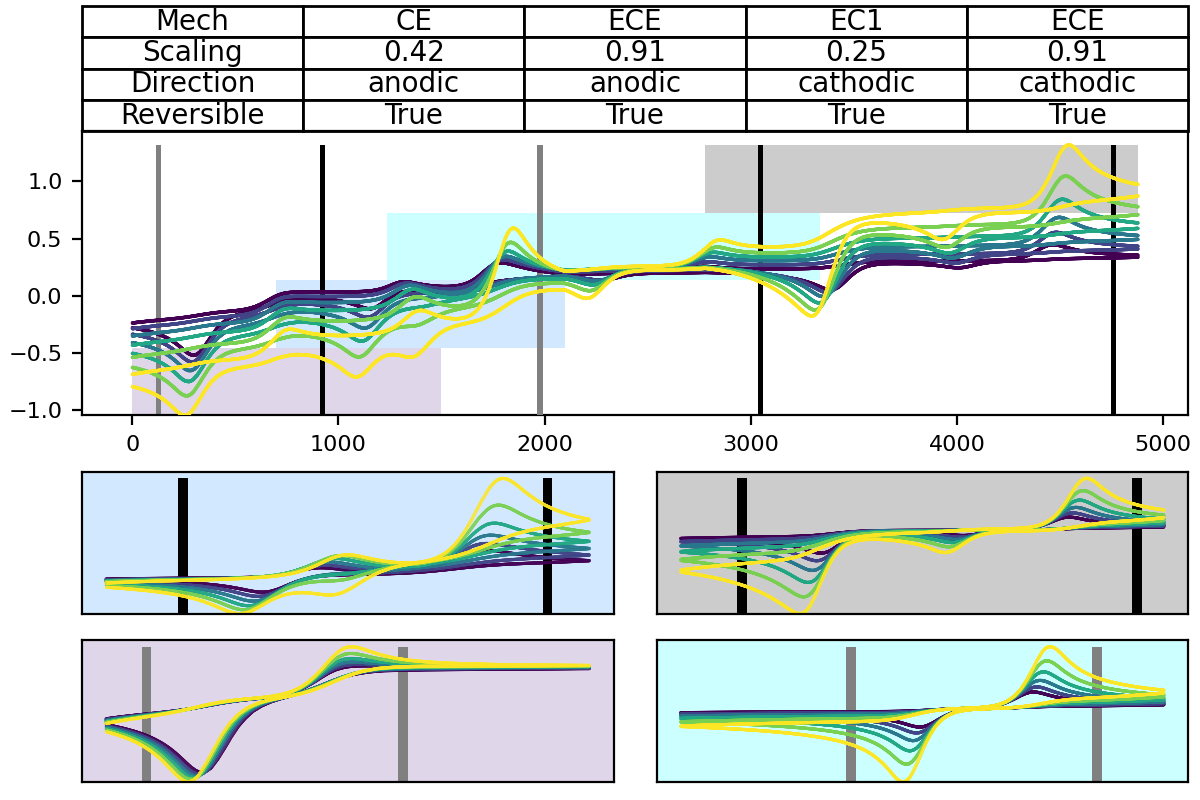 Mech CE ECE EC1 ECE
Scaling 0.42 0.91 0.25 0.91
Direction anodic anodic cathodic cathodic
Reversible True True True True
1.0
0.5
0.0
−0.5
−1.0
0 1000 2000 3000 4000 5000